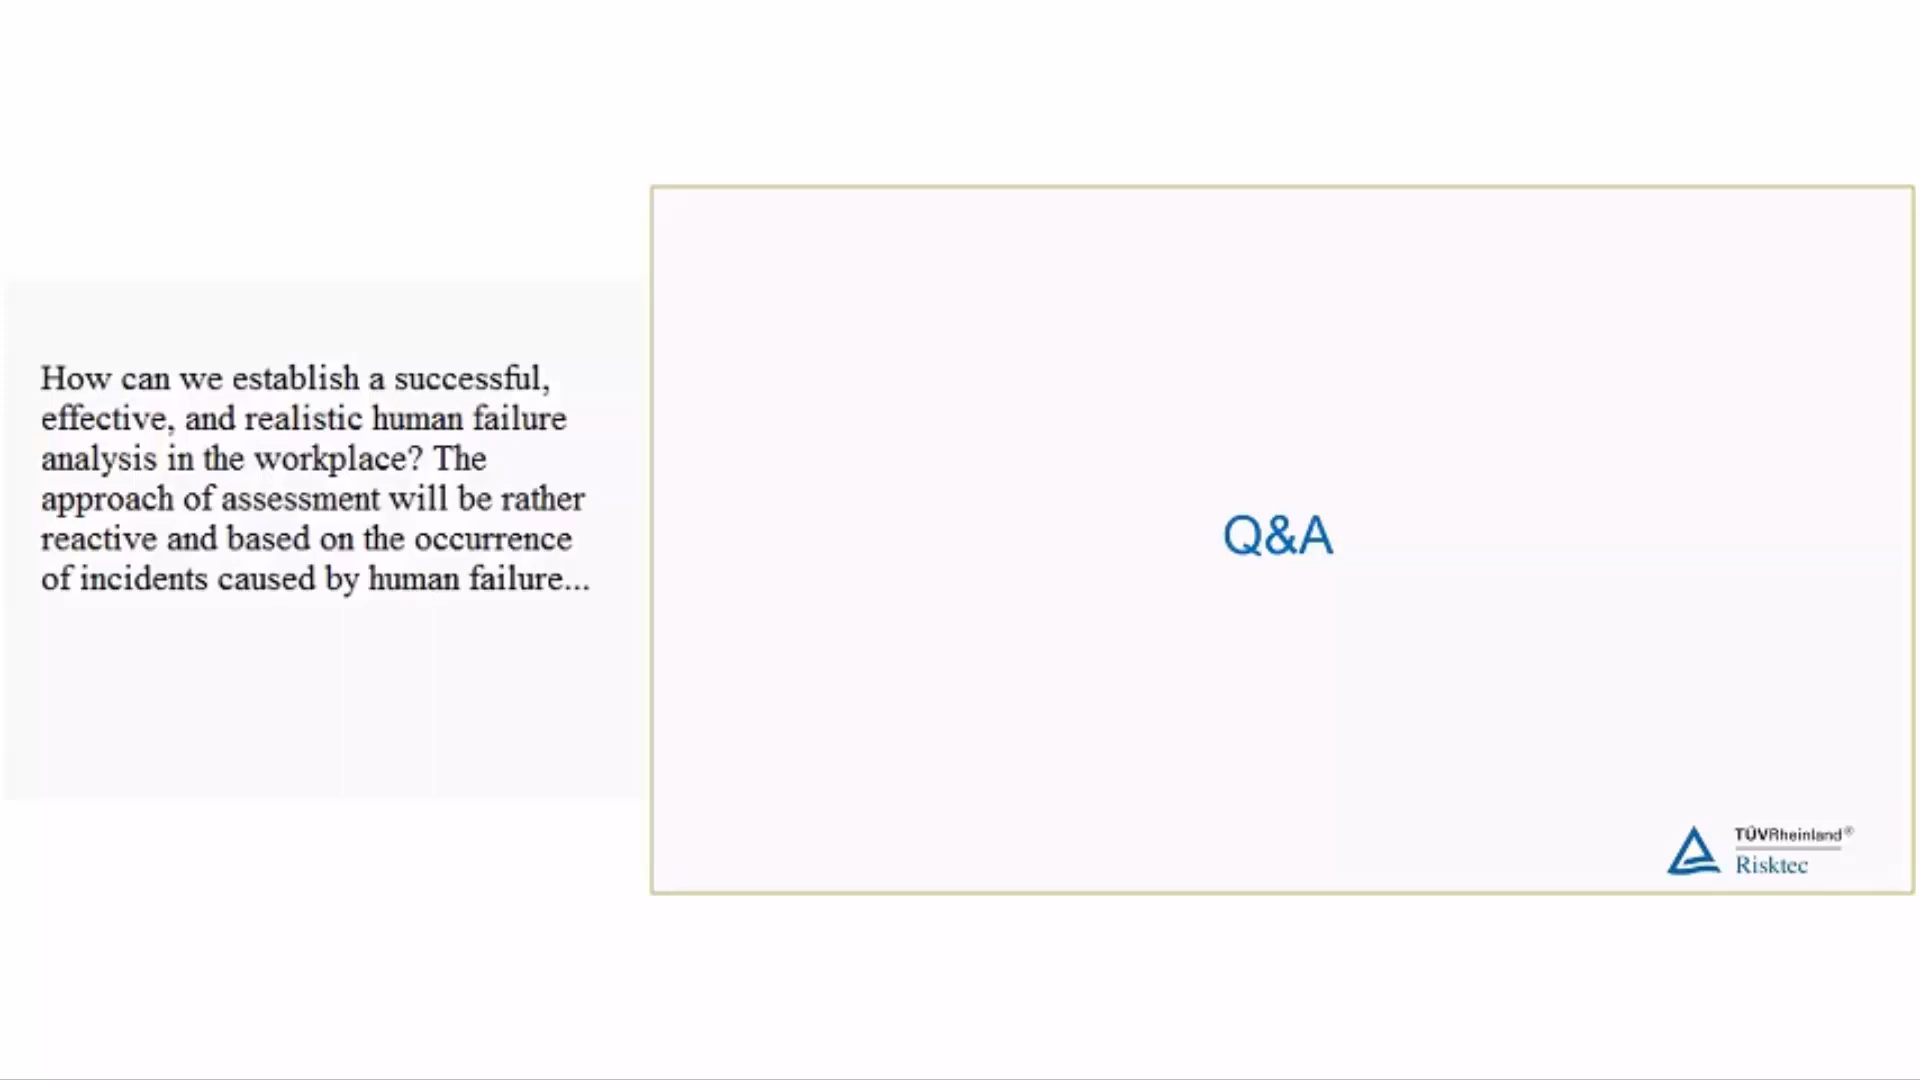 How can we establish a successful,
effective, and realistic human failure
analysis in the workplace? The
approach of assessment will be rather
reactive and based on the occurrence
of incidents caused by human failure...
Q&A
TÜVRheinland®
Risktec